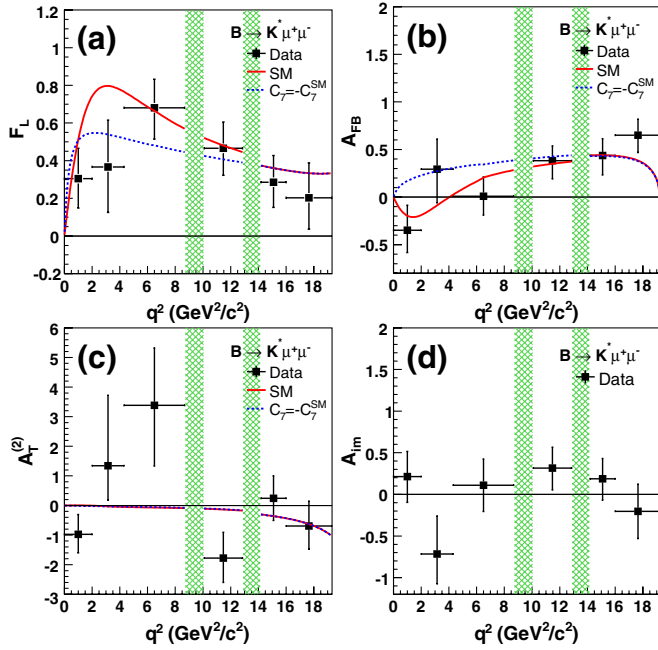 (a)
B → K*μ+μ-
Data
SM
C7=-C7SM
FL
1
0.8
0.6
0.4
0.2
0
-0.2
0 2 4 6 8 10 12 14 16 18
q2 (GeV2/c2)
(b)
B → K*μ+μ-
Data
SM
C7=-C7SM
AFB
2
1.5
1
0.5
0
-0.5
0 2 4 6 8 10 12 14 16 18
q2 (GeV2/c2)
(c)
B → K*μ+μ-
Data
SM
C7=-C7SM
AT(2)
6
5
4
3
2
1
0
-1
-2
-3
0 2 4 6 8 10 12 14 16 18
q2 (GeV2/c2)
(d)
B → K*μ+μ-
Data
Aim
2
1.5
1
0.5
0
-0.5
-1
0 2 4 6 8 10 12 14 16 18
q2 (GeV2/c2)